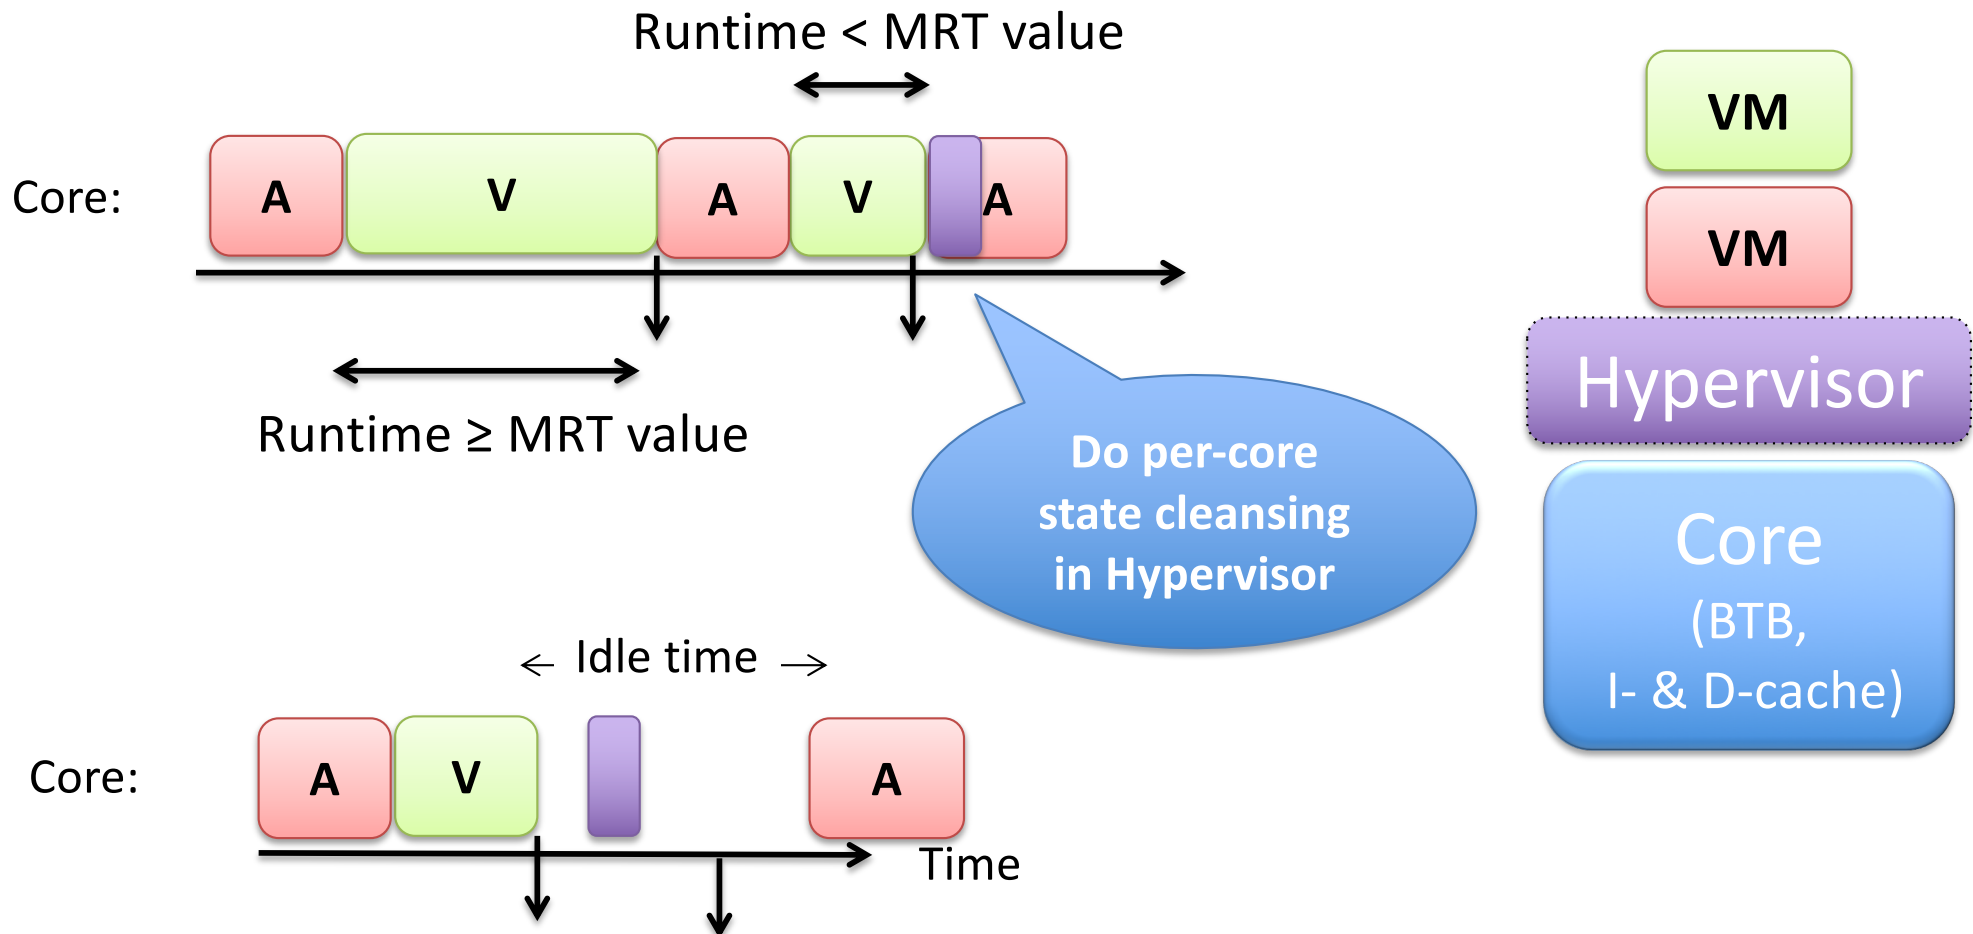 Runtime < MRT value
Core:
A
V
A
V
A
Runtime ≥ MRT value
Do per-core
state cleansing
in Hypervisor
Idle time
Core:
A
V
A
Time
VM
VM
Hypervisor
Core
(BTB,
I- & D-cache)